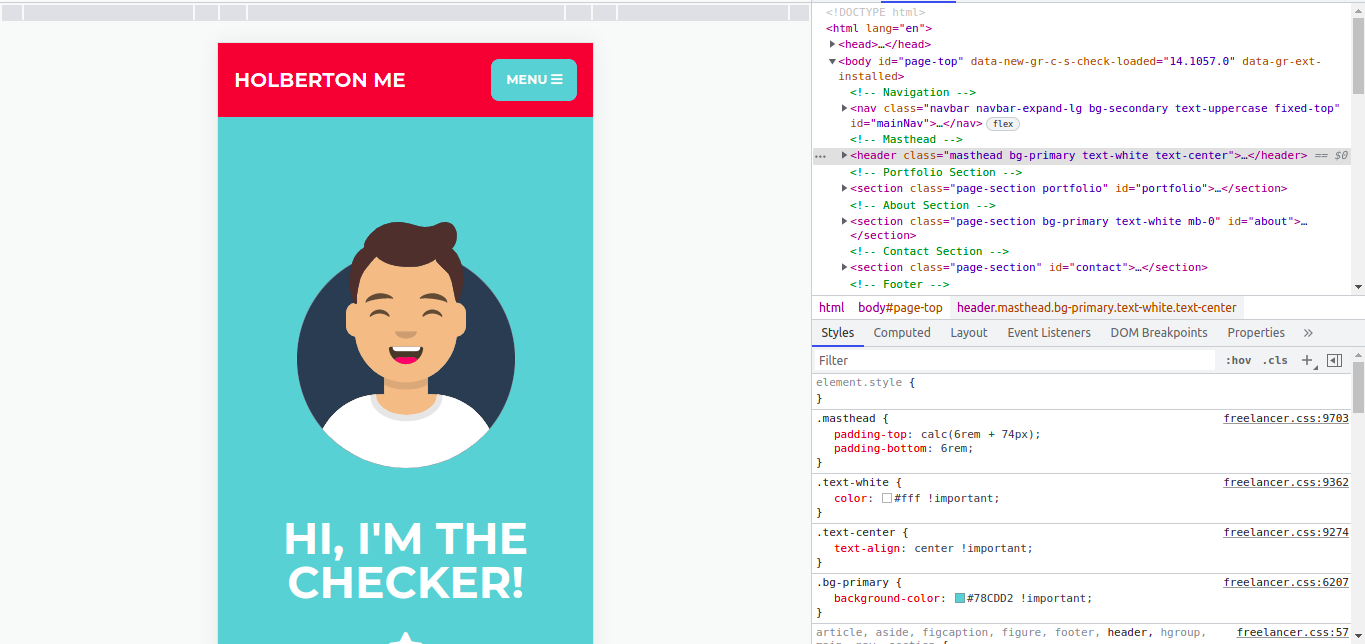 HOLBERTON ME
MENU
HI, I'M THE
CHECKER!
<!DOCTYPE html>
<html lang="en">
<head>…</head>
<body id="page-top" data-new-gr-c-s-check-loaded="14.1057.0" data-gr-ext-
installed>
<!-- Navigation -->
<nav class="navbar navbar-expand-lg bg-secondary text-uppercase fixed-top"
id="mainNav">…</nav> flex
<!-- Masthead -->
<header class="masthead bg-primary text-white text-center">…</header> == $0
<!-- Portfolio Section -->
<section class="page-section portfolio" id="portfolio">…</section>
<!-- About Section -->
<section class="page-section bg-primary text-white mb-0" id="about">…
</section>
<!-- Contact Section -->
<section class="page-section" id="contact">…</section>
<!-- Footer -->
html body#page-top header.masthead.bg-primary.text-white.text-center
Styles Computed Layout Event Listeners DOM Breakpoints Properties »
Filter :hov .cls +
element.style {
}
.masthead { freelancer.css:9703
padding-top: calc(6rem + 74px);
padding-bottom: 6rem;
}
.text-white { freelancer.css:9362
color: #fff !important;
}
.text-center { freelancer.css:9274
text-align: center !important;
}
.bg-primary { freelancer.css:6207
background-color: #78CDD2 !important;
}
article, aside, figcaption, figure, footer, header, hgroup, freelancer.css:57